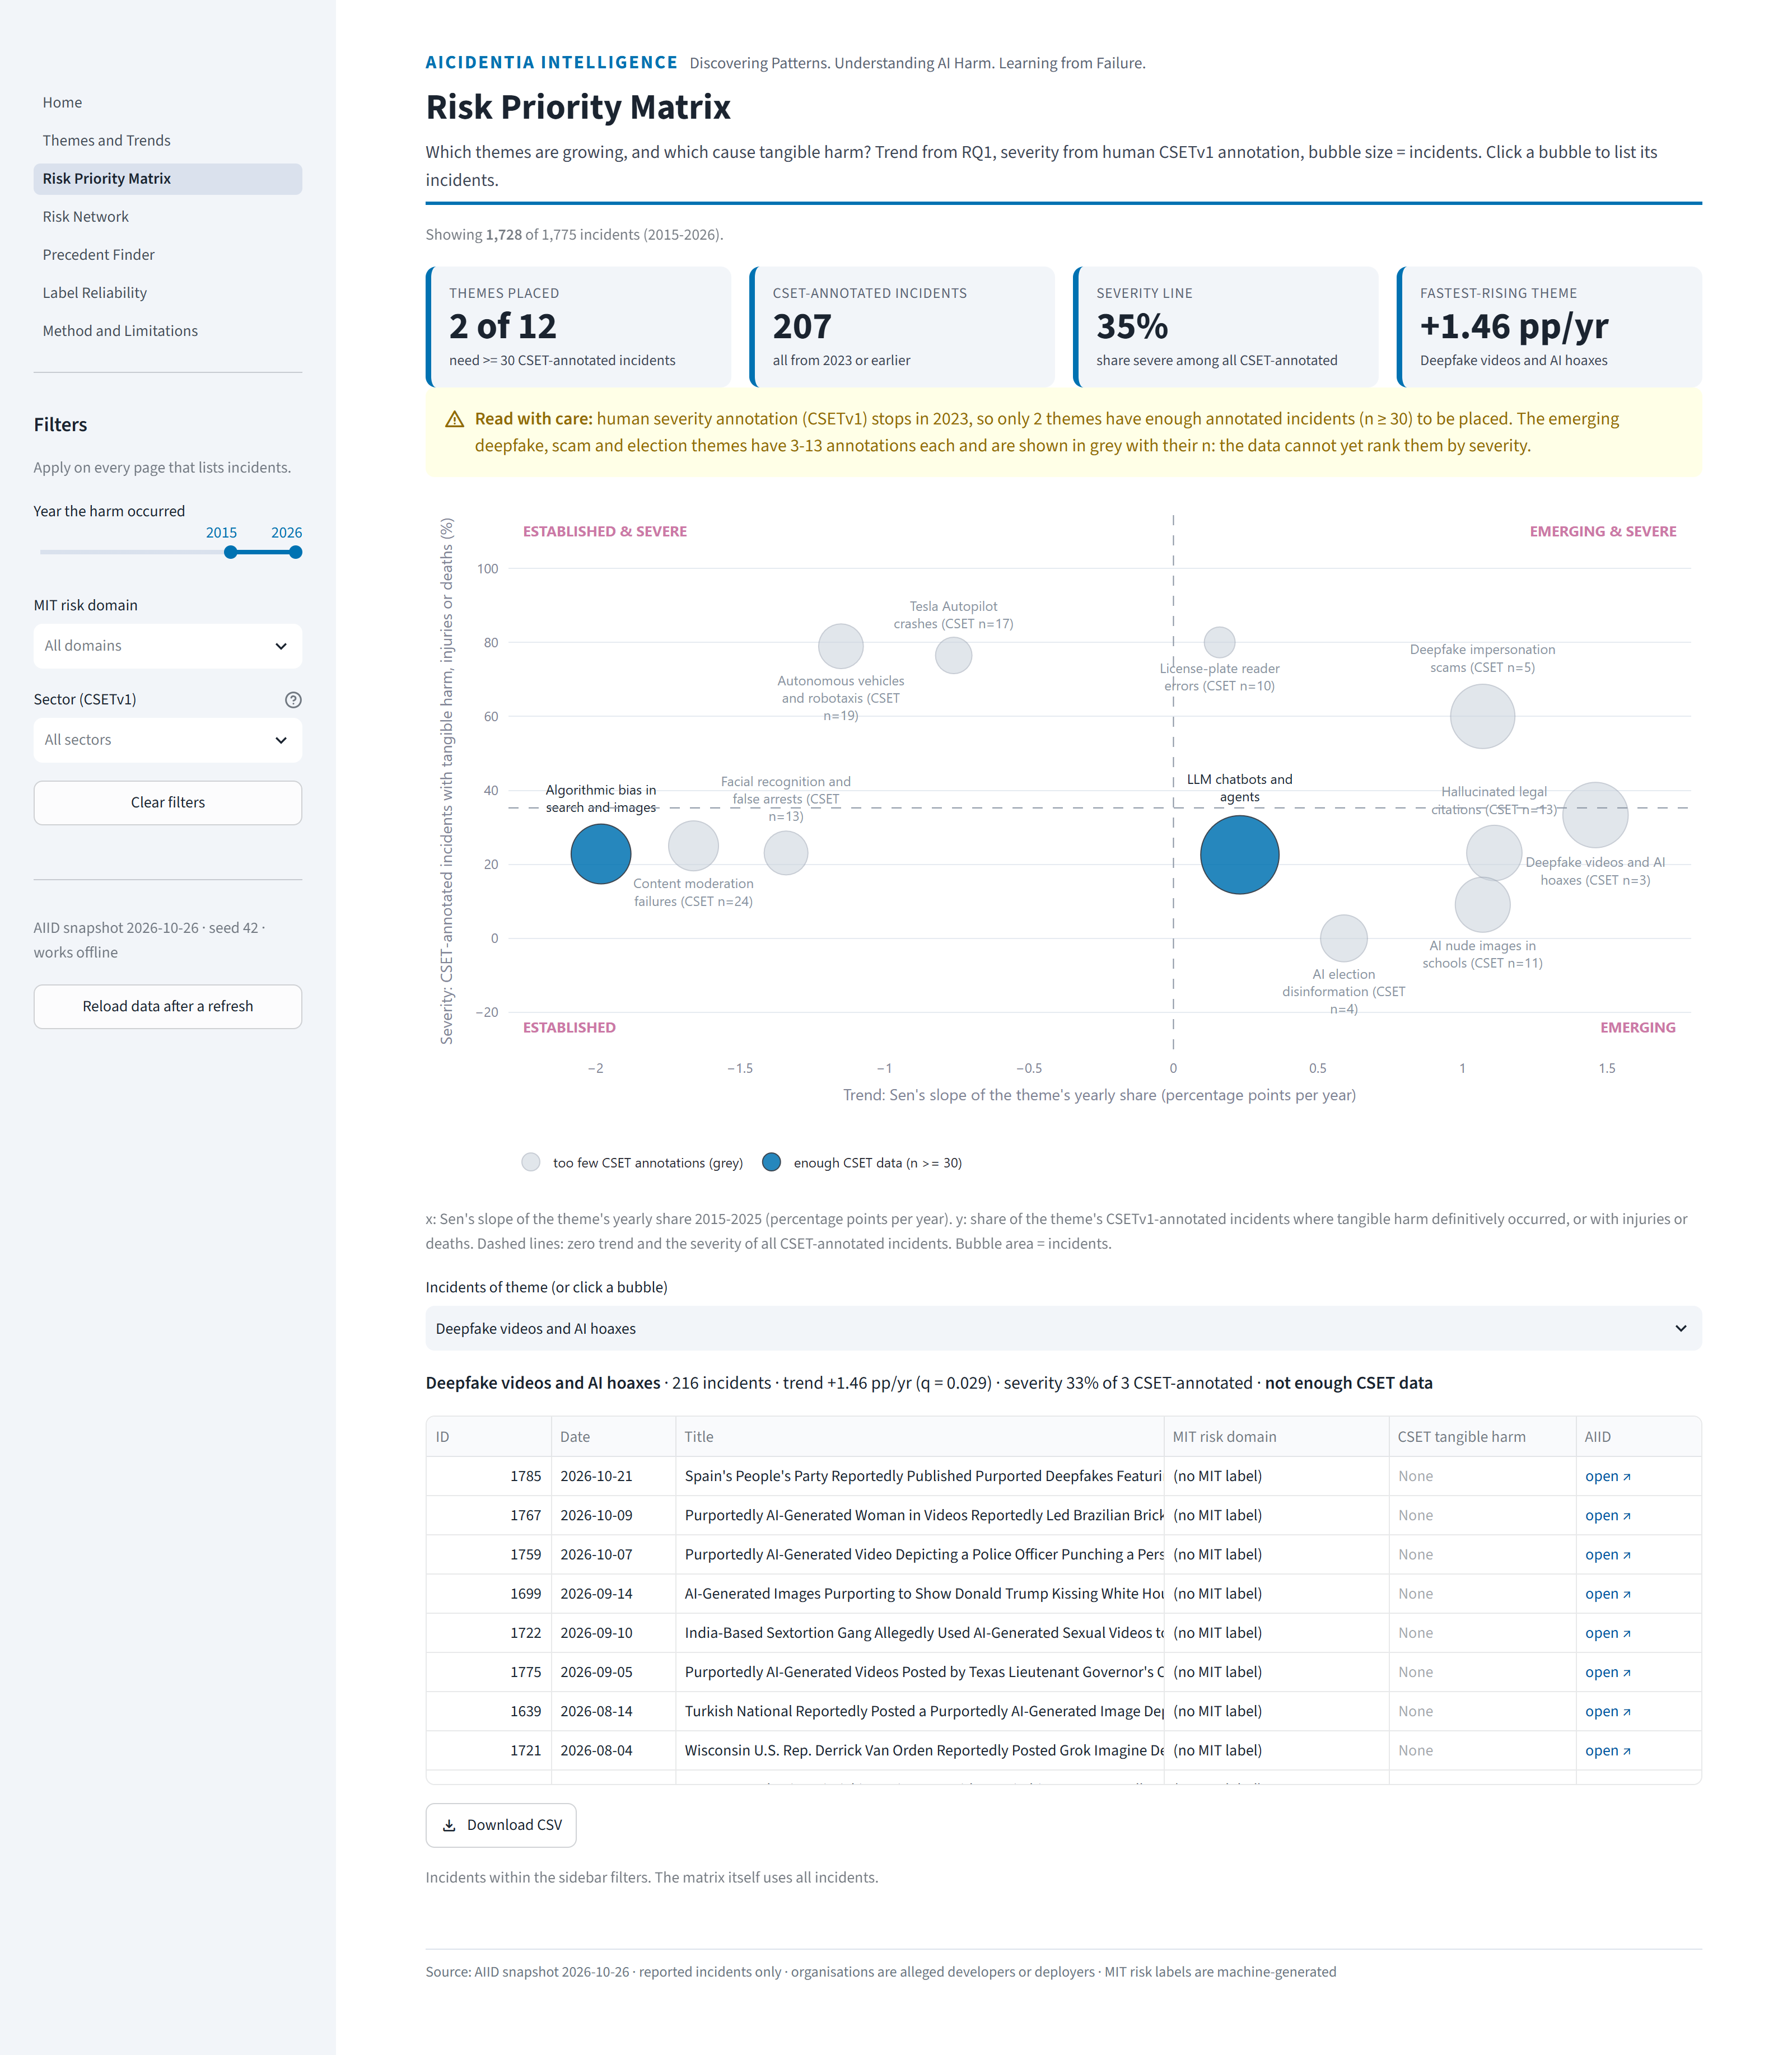 Home
Themes and Trends
Risk Priority Matrix
Risk Network
Precedent Finder
Label Reliability
Method and Limitations
Filters
Apply on every page that lists incidents.
Year the harm occurred
2015 2026
MIT risk domain
All domains
Sector (CSETv1)
All sectors
Clear filters
AIID snapshot 2026-10-26 · seed 42 ·
works offline
Reload data after a refresh
AICIDENTIA INTELLIGENCE Discovering Patterns. Understanding AI Harm. Learning from Failure.
Risk Priority Matrix
Which themes are growing, and which cause tangible harm? Trend from RQ1, severity from human CSETv1 annotation, bubble size = incidents. Click a bubble to list its
incidents.
Showing 1,728 of 1,775 incidents (2015-2026).
THEMES PLACED
2 of 12
need >= 30 CSET-annotated incidents
CSET-ANNOTATED INCIDENTS
207
all from 2023 or earlier
SEVERITY LINE
35%
share severe among all CSET-annotated
FASTEST-RISING THEME
+1.46 pp/yr
Deepfake videos and AI hoaxes
Read with care: human severity annotation (CSETv1) stops in 2023, so only 2 themes have enough annotated incidents (n ≥ 30) to be placed. The emerging
deepfake, scam and election themes have 3-13 annotations each and are shown in grey with their n: the data cannot yet rank them by severity.
Severity: CSET-annotated incidents with tangible harm, injuries or deaths (%)
ESTABLISHED & SEVERE
EMERGING & SEVERE
100
80
60
40
20
0
−20
Tesla Autopilot
crashes (CSET n=17)
Autonomous vehicles
and robotaxis (CSET
n=19)
License-plate reader
errors (CSET n=10)
Deepfake impersonation
scams (CSET n=5)
Algorithmic bias in
search and images
Facial recognition and
false arrests (CSET
n=13)
LLM chatbots and
agents
Hallucinated legal
citations (CSET n=13)
Content moderation
failures (CSET n=24)
Deepfake videos and AI
hoaxes (CSET n=3)
AI nude images in
schools (CSET n=11)
AI election
disinformation (CSET
n=4)
ESTABLISHED
EMERGING
−2 −1.5 −1 −0.5 0 0.5 1 1.5
Trend: Sen's slope of the theme's yearly share (percentage points per year)
too few CSET annotations (grey) enough CSET data (n >= 30)
x: Sen's slope of the theme's yearly share 2015-2025 (percentage points per year). y: share of the theme's CSETv1-annotated incidents where tangible harm definitively occurred, or with injuries or
deaths. Dashed lines: zero trend and the severity of all CSET-annotated incidents. Bubble area = incidents.
Incidents of theme (or click a bubble)
Deepfake videos and AI hoaxes
Deepfake videos and AI hoaxes · 216 incidents · trend +1.46 pp/yr (q = 0.029) · severity 33% of 3 CSET-annotated · not enough CSET data
ID Date Title MIT risk domain CSET tangible harm AIID
1785 2026-10-21 Spain's People's Party Reportedly Published Purported Deepfakes Featuri (no MIT label) None open ↗
1767 2026-10-09 Purportedly AI-Generated Woman in Videos Reportedly Led Brazilian Brick (no MIT label) None open ↗
1759 2026-10-07 Purportedly AI-Generated Video Depicting a Police Officer Punching a Pers (no MIT label) None open ↗
1699 2026-09-14 AI-Generated Images Purporting to Show Donald Trump Kissing White Hou (no MIT label) None open ↗
1722 2026-09-10 India-Based Sextortion Gang Allegedly Used AI-Generated Sexual Videos to (no MIT label) None open ↗
1775 2026-09-05 Purportedly AI-Generated Videos Posted by Texas Lieutenant Governor's C (no MIT label) None open ↗
1639 2026-08-14 Turkish National Reportedly Posted a Purportedly AI-Generated Image Dep (no MIT label) None open ↗
1721 2026-08-04 Wisconsin U.S. Rep. Derrick Van Orden Reportedly Posted Grok Imagine De (no MIT label) None open ↗
Download CSV
Incidents within the sidebar filters. The matrix itself uses all incidents.
Source: AIID snapshot 2026-10-26 · reported incidents only · organisations are alleged developers or deployers · MIT risk labels are machine-generated